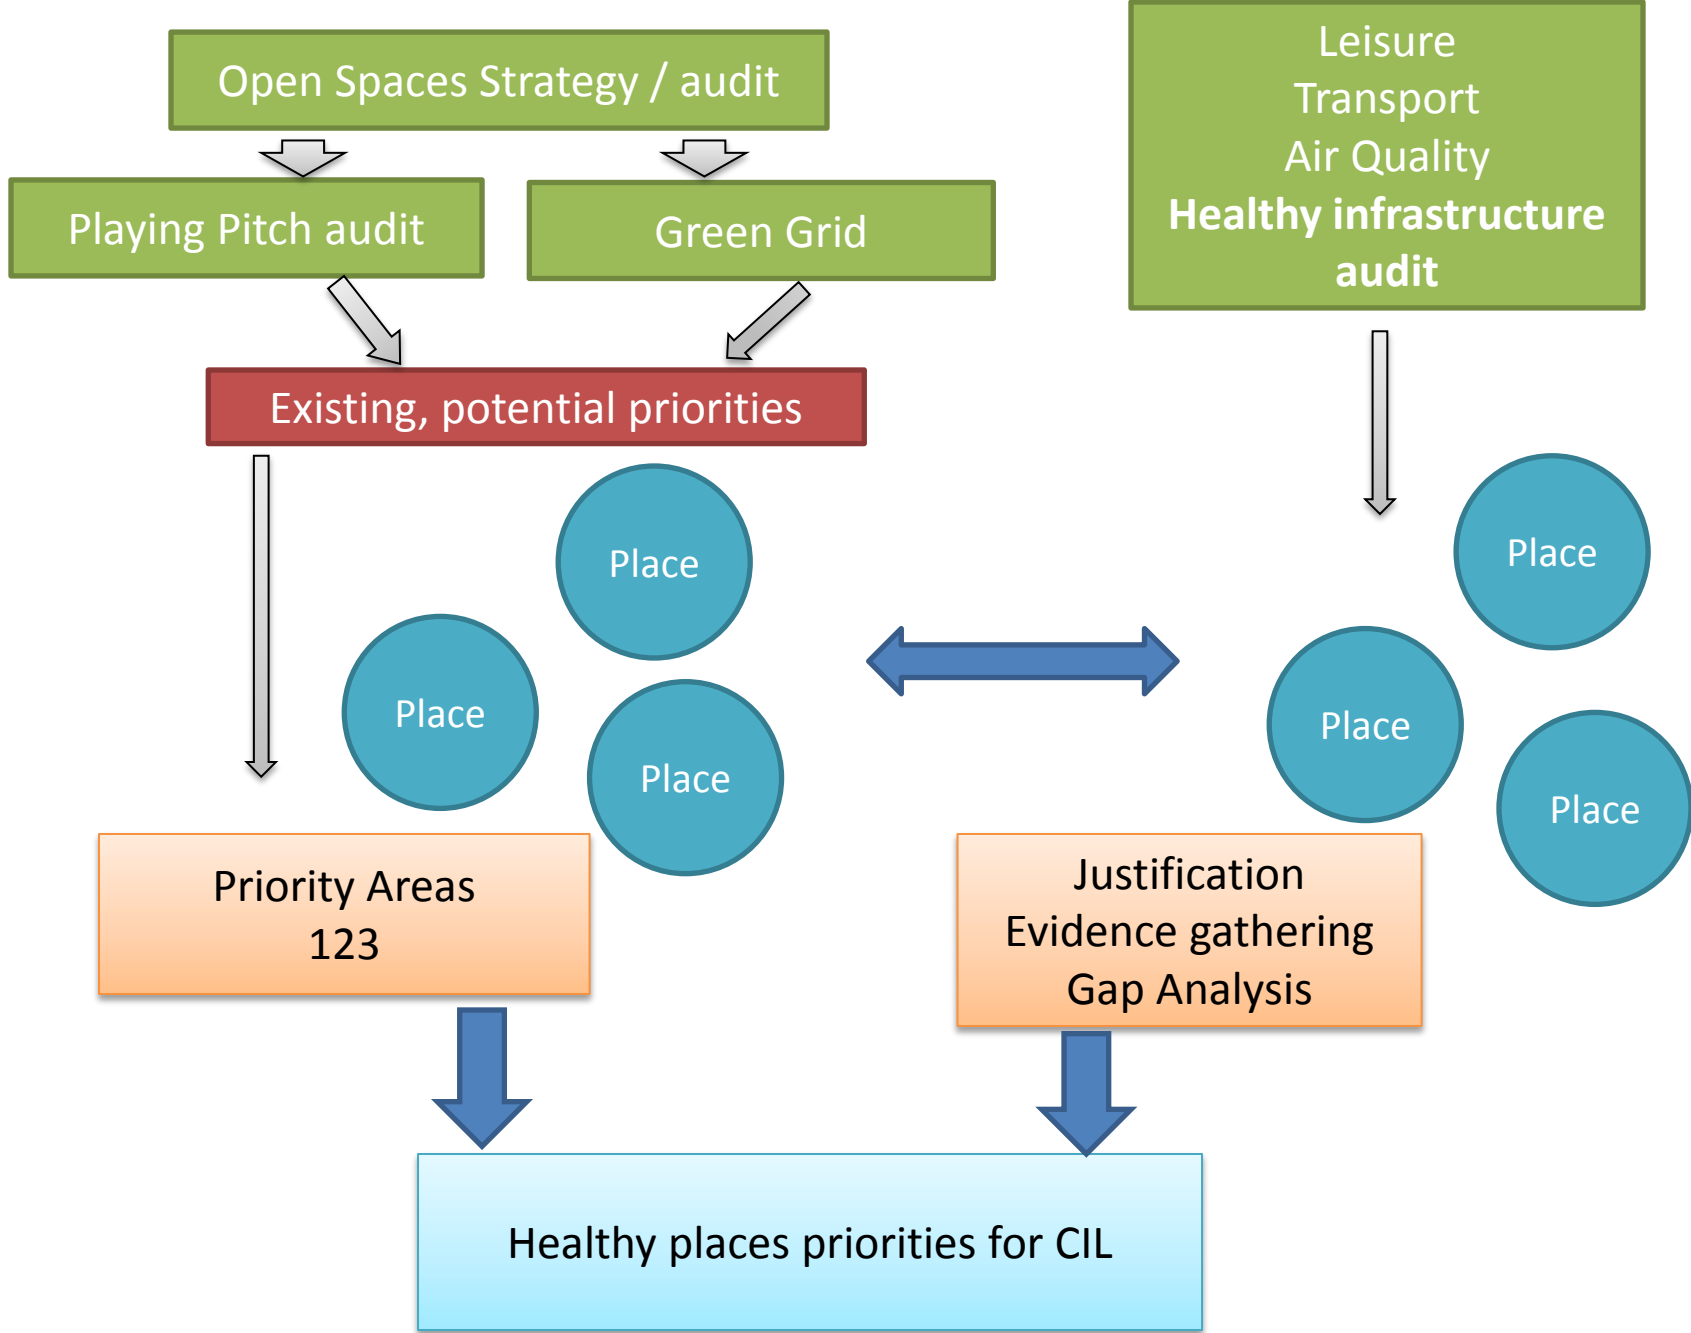 Open Spaces Strategy / audit
Playing Pitch audit
Green Grid
Existing, potential priorities
Leisure
Transport
Air Quality
Healthy infrastructure
audit
Place
Place
Place
Place
Place
Place
Priority Areas
123
Justification
Evidence gathering
Gap Analysis
Healthy places priorities for CIL